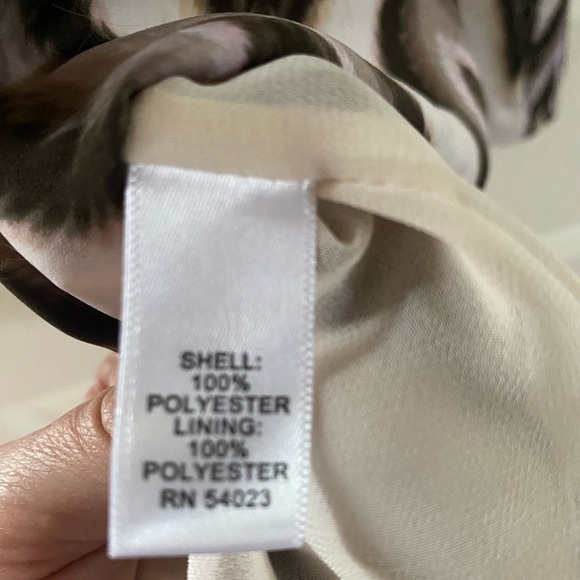 SHELL:
100%
POLYESTER
LINING:
100%
POLYESTER
RN 54023